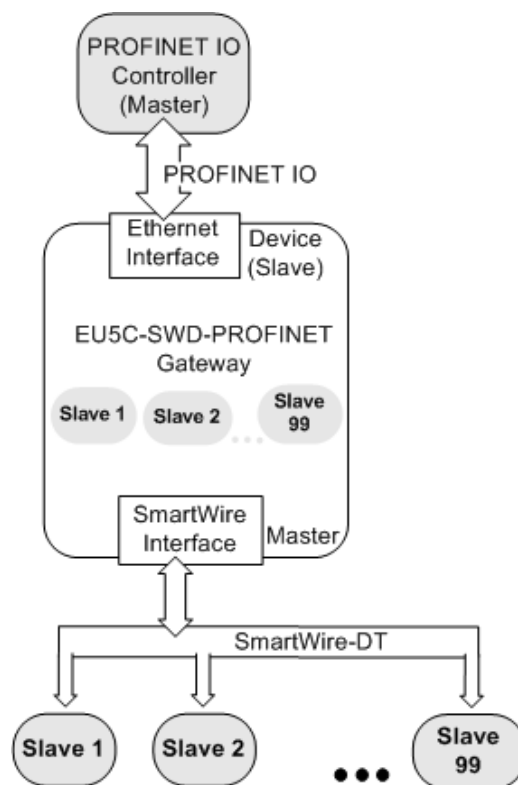 PROFINET IO
Controller
(Master)
PROFINET IO
Ethernet
Interface
Device
(Slave)
EU5C-SWD-PROFINET
Gateway
Slave 1
Slave 2
Slave
99
SmartWire
Interface
Master
SmartWire-DT
Slave 1
Slave 2
Slave
99